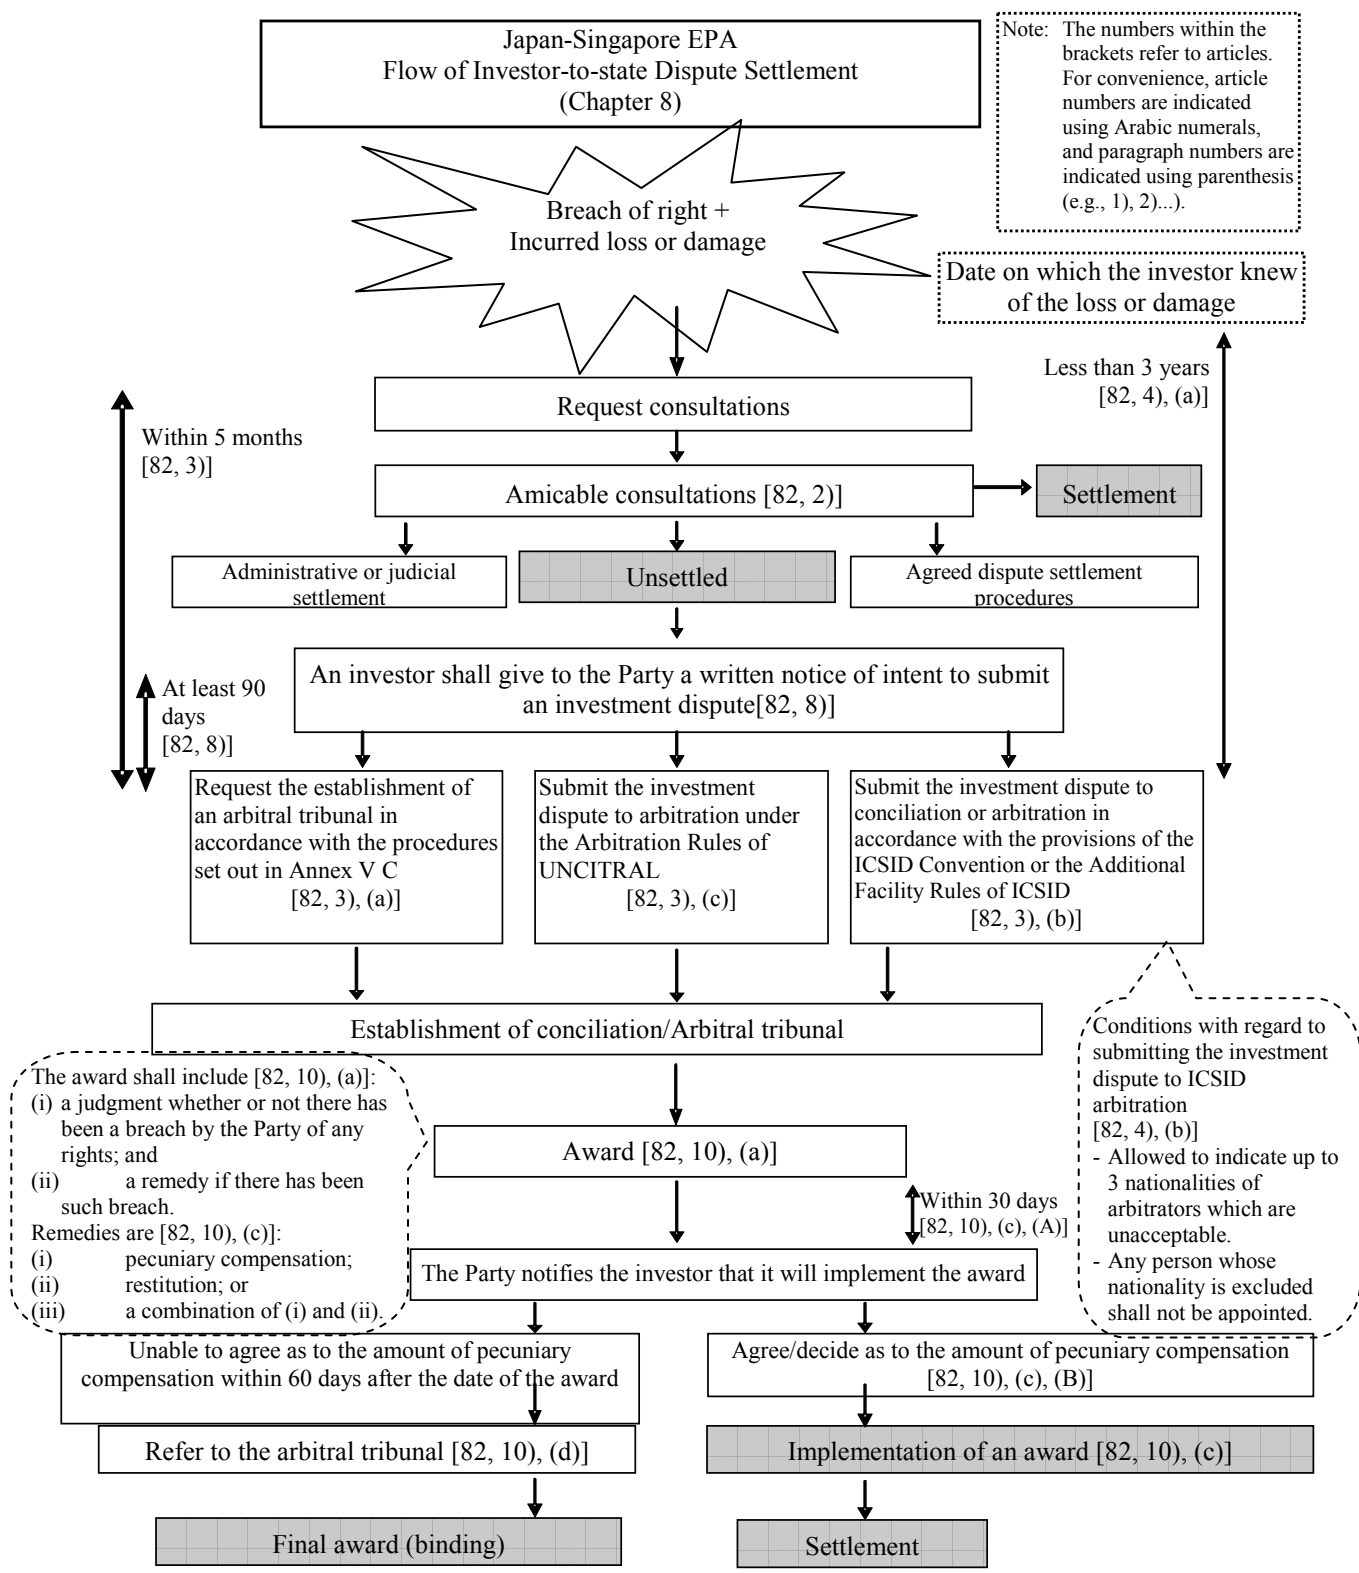 Japan-Singapore EPA
Flow of Investor-to-state Dispute Settlement
(Chapter 8)
Note: The numbers within the
brackets refer to articles.
For convenience, article
numbers are indicated
using Arabic numerals,
and paragraph numbers are
indicated using parenthesis
(e.g., 1), 2)...).
Breach of right +
Incurred loss or damage
Date on which the investor knew
of the loss or damage
Less than 3 years
[82, 4), (a)]
Request consultations
Within 5 months
[82, 3)]
Amicable consultations [82, 2)]
Settlement
Administrative or judicial
settlement
Unsettled
Agreed dispute settlement
procedures
An investor shall give to the Party a written notice of intent to submit
an investment dispute[82, 8)]
At least 90
days
[82, 8)]
Request the establishment of
an arbitral tribunal in
accordance with the procedures
set out in Annex V C
[82, 3), (a)]
Submit the investment
dispute to arbitration under
the Arbitration Rules of
UNCITRAL
[82, 3), (c)]
Submit the investment dispute to
conciliation or arbitration in
accordance with the provisions of the
ICSID Convention or the Additional
Facility Rules of ICSID
[82, 3), (b)]
Establishment of conciliation/Arbitral tribunal
Conditions with regard to
submitting the investment
dispute to ICSID
arbitration
[82, 4), (b)]
- Allowed to indicate up to
3 nationalities of
arbitrators which are
unacceptable.
- Any person whose
nationality is excluded
shall not be appointed.
The award shall include [82, 10), (a)]:
(i) a judgment whether or not there has
been a breach by the Party of any
rights; and
(ii) a remedy if there has been
such breach.
Remedies are [82, 10), (c)]:
(i) pecuniary compensation;
(ii) restitution; or
(iii) a combination of (i) and (ii).
Award [82, 10), (a)]
Within 30 days
[82, 10), (c), (A)]
The Party notifies the investor that it will implement the award
Unable to agree as to the amount of pecuniary
compensation within 60 days after the date of the award
Agree/decide as to the amount of pecuniary compensation
[82, 10), (c), (B)]
Refer to the arbitral tribunal [82, 10), (d)]
Implementation of an award [82, 10), (c)]
Final award (binding)
Settlement